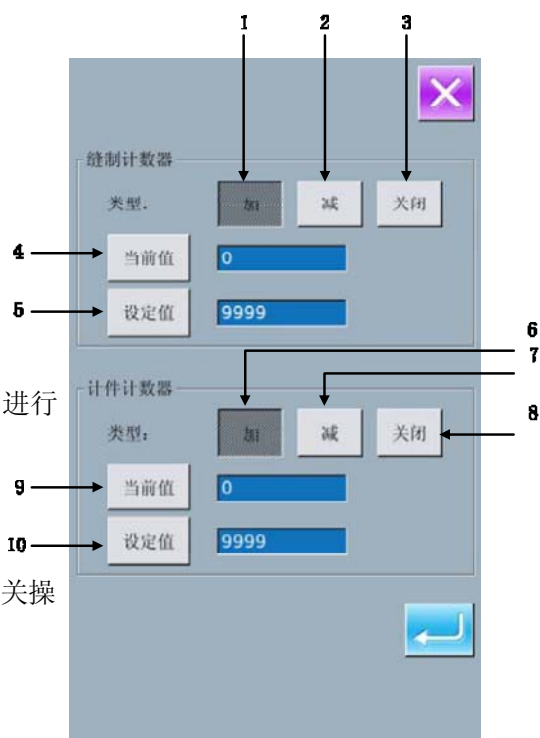 1 2 3
缝制计数器
类型. 加 减 关闭
4 当前值 0
5 设定值 9999
6
7
计件计数器
进行
类型: 加 减 关闭 8
9 当前值 0
10 设定值 9999
关操